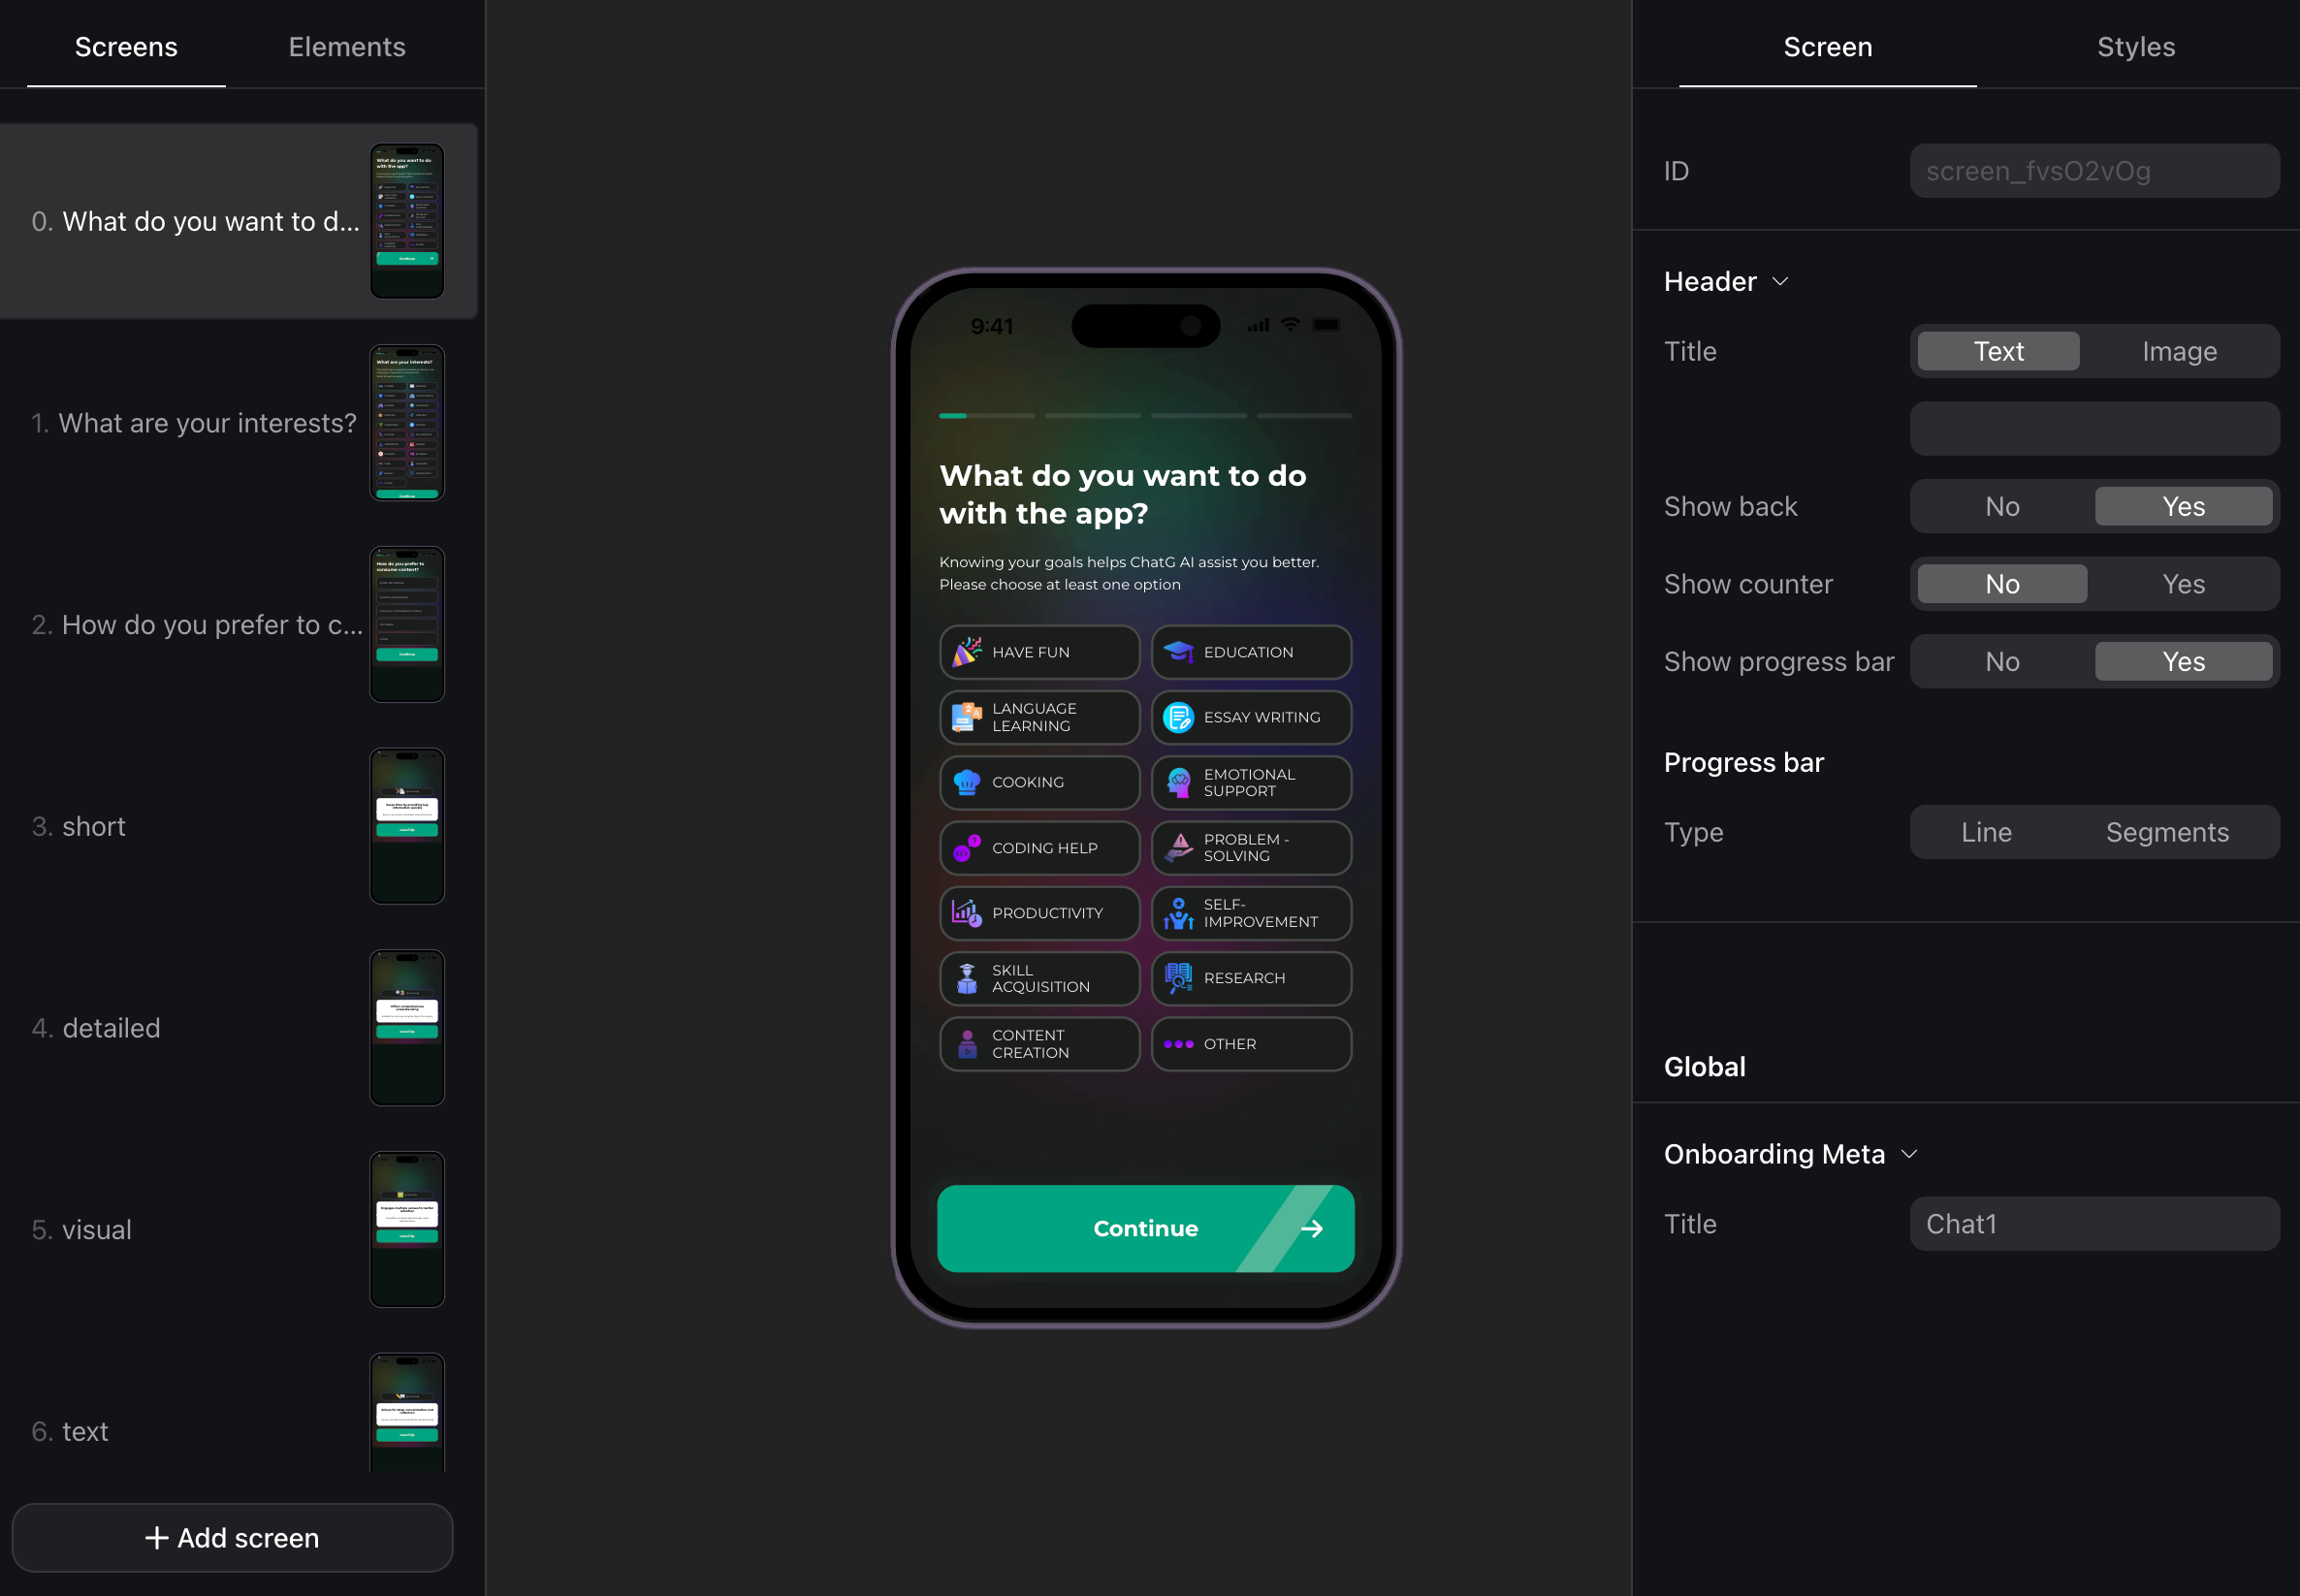 Screens
Elements
0. What do you want to d...
1. What are your interests?
2. How do you prefer to c...
3. short
4. detailed
5. visual
6. text
+ Add screen
9:41
What do you want to do
with the app?
Knowing your goals helps ChatG AI assist you better.
Please choose at least one option
HAVE FUN
EDUCATION
LANGUAGE
LEARNING
ESSAY WRITING
COOKING
EMOTIONAL
SUPPORT
CODING HELP
PROBLEM -
SOLVING
PRODUCTIVITY
SELF-
IMPROVEMENT
SKILL
ACQUISITION
RESEARCH
CONTENT
CREATION
OTHER
Continue
Screen
Styles
ID
screen_fvsO2vOg
Header
Title
Text
Image
Show back
No
Yes
Show counter
No
Yes
Show progress bar
No
Yes
Progress bar
Type
Line
Segments
Global
Onboarding Meta
Title
Chat1